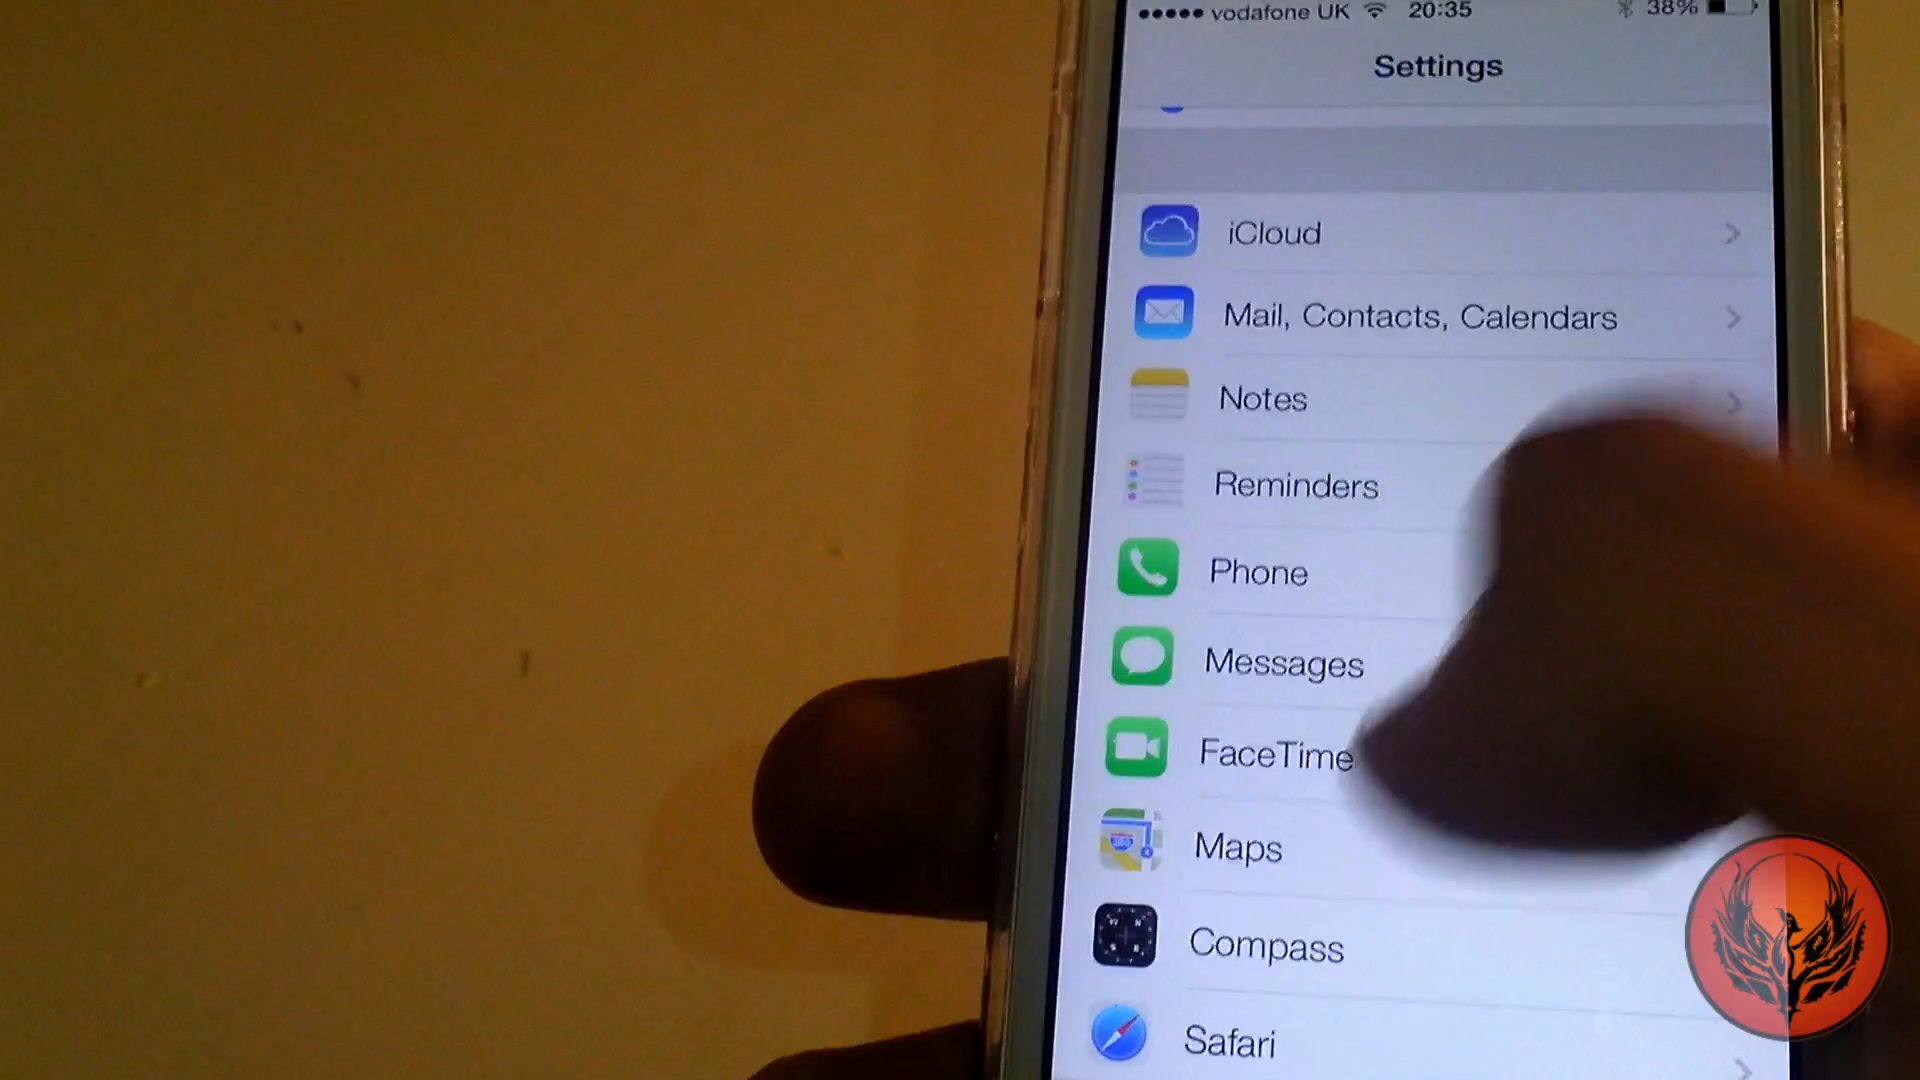 vodafone UK 20:35 38%
Settings
iCloud
Mail, Contacts, Calendars
Notes
Reminders
Phone
Messages
FaceTime
Maps
Compass
Safari